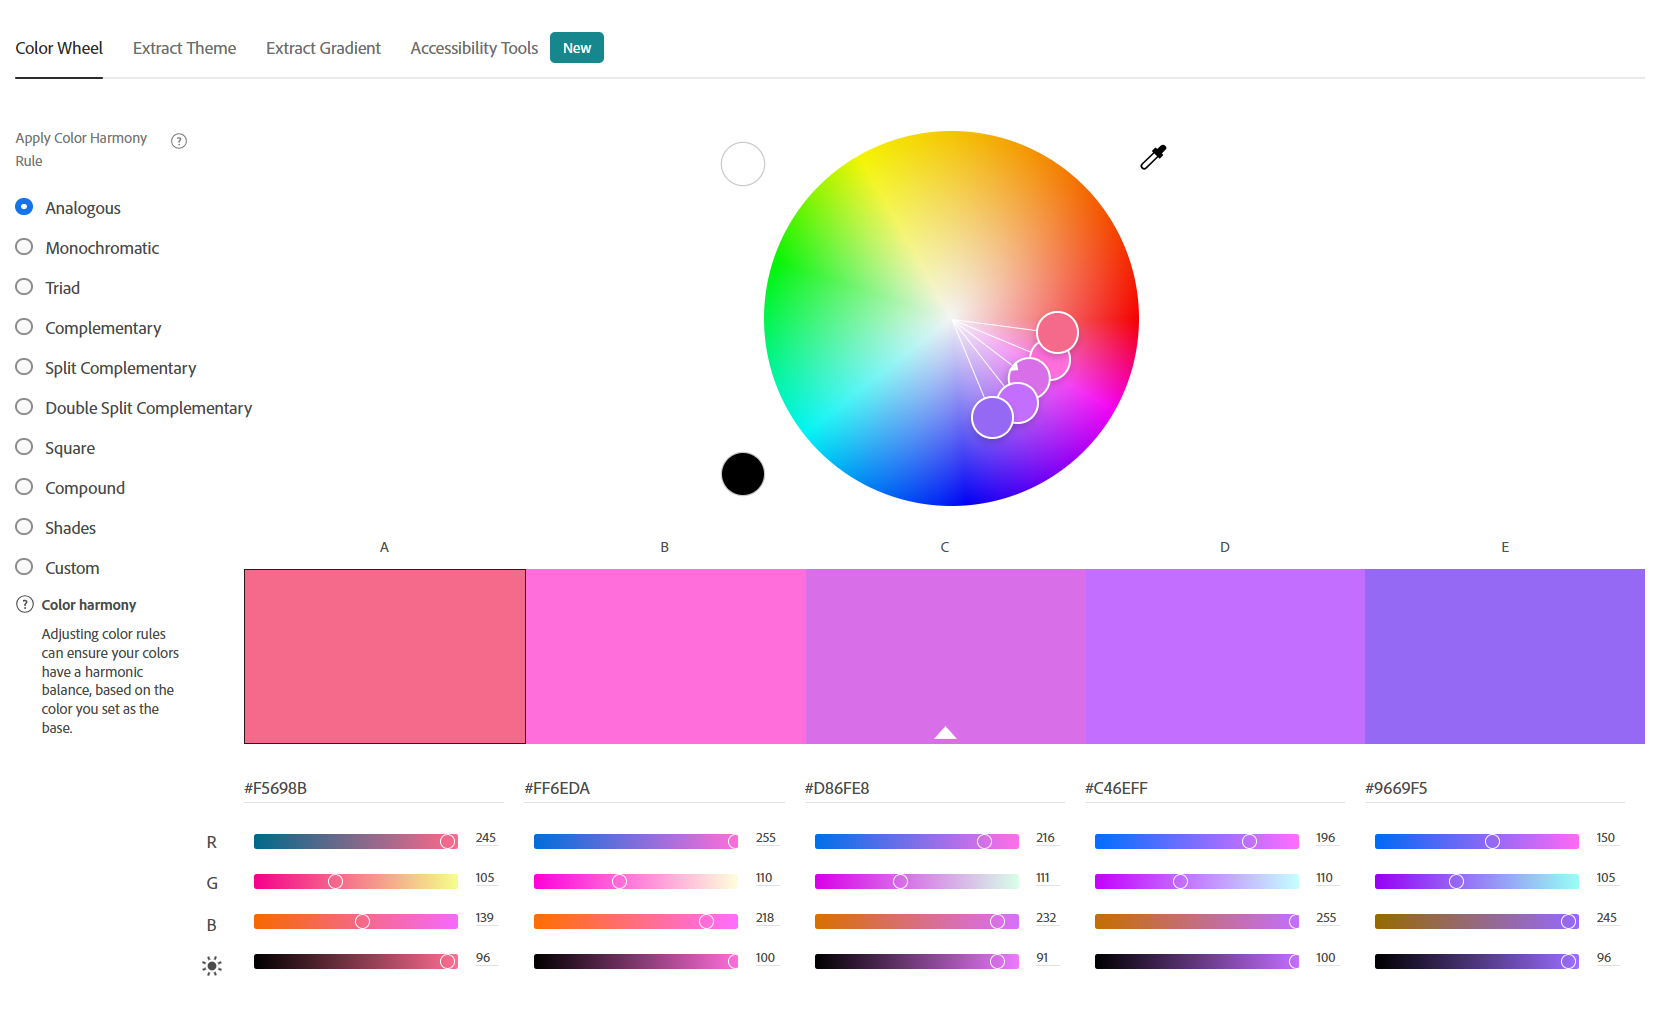 Color Wheel Extract Theme Extract Gradient Accessibility Tools New
Apply Color Harmony ?
Rule
Analogous
Monochromatic
Triad
Complementary
Split Complementary
Double Split Complementary
Square
Compound
Shades
Custom
? Color harmony
Adjusting color rules
can ensure your colors
have a harmonic
balance, based on the
color you set as the
base.
A B C D E
#F5698B #FF6EDA #D86FE8 #C46EFF #9669F5
R 245 255 216 196 150
G 105 110 111 110 105
B 139 218 232 255 245
96 100 91 100 96